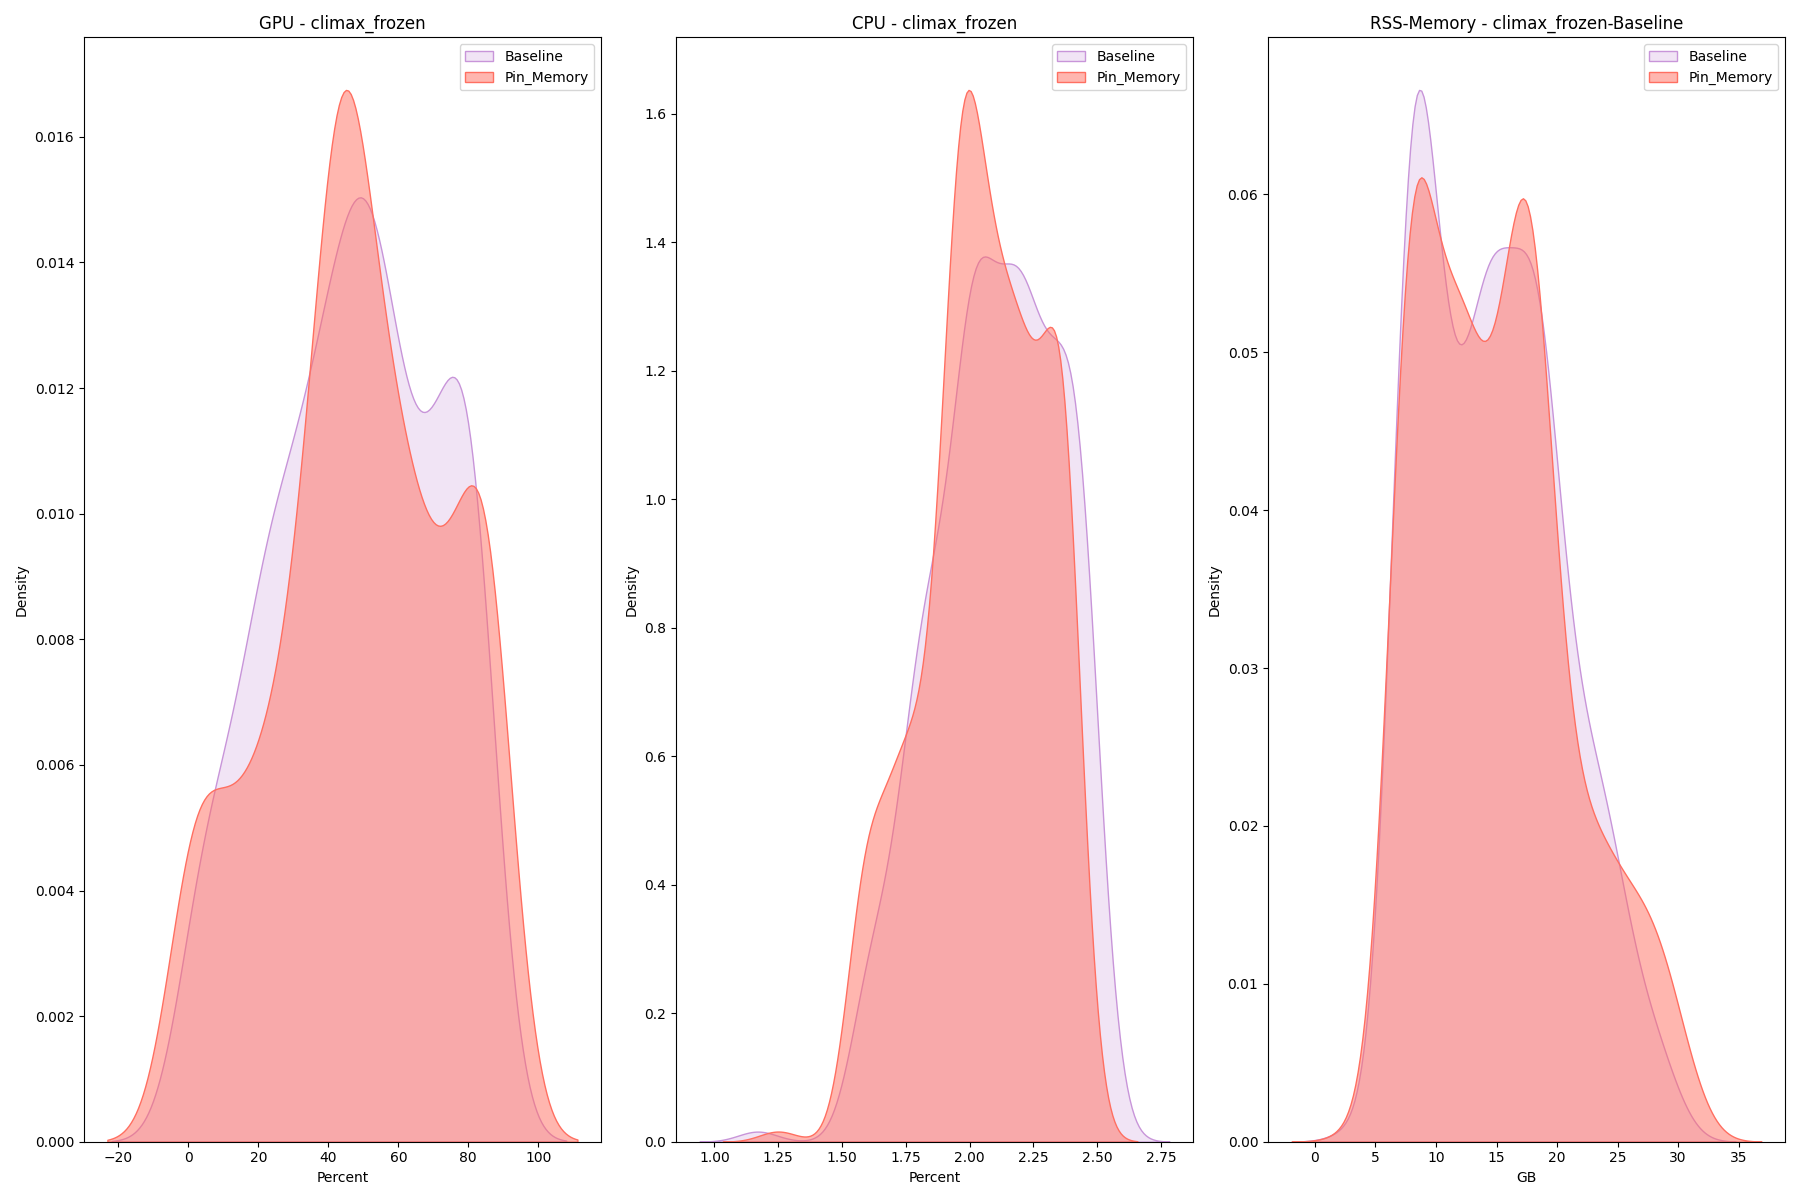 GPU - climax_frozen
Baseline
Pin_Memory
0.016
0.014
0.012
0.010
0.008
0.006
0.004
0.002
0.000
Density
−20 0 20 40 60 80 100
Percent
CPU - climax_frozen
Baseline
Pin_Memory
1.6
1.4
1.2
1.0
0.8
0.6
0.4
0.2
0.0
Density
1.00 1.25 1.50 1.75 2.00 2.25 2.50 2.75
Percent
RSS-Memory - climax_frozen-Baseline
Baseline
Pin_Memory
0.06
0.05
0.04
0.03
0.02
0.01
0.00
Density
0 5 10 15 20 25 30 35
GB